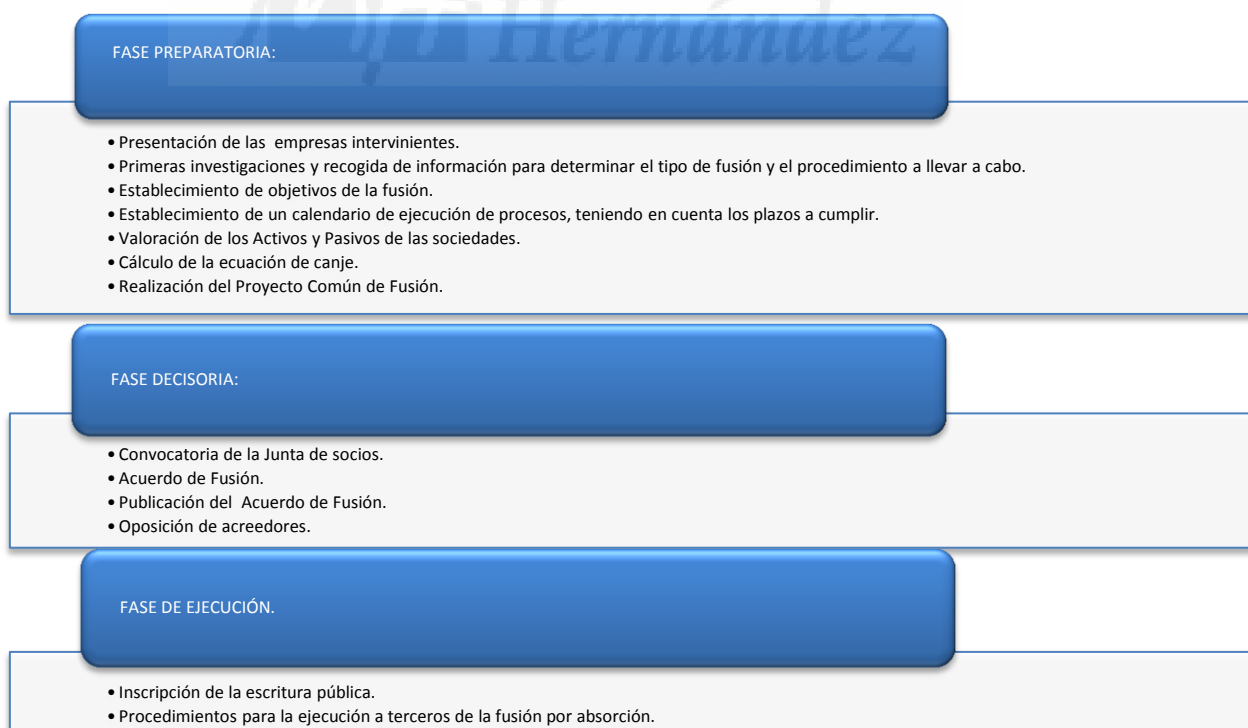 Hernández
FASE PREPARATORIA:
• Presentación de las empresas intervinientes.
• Primeras investigaciones y recogida de información para determinar el tipo de fusión y el procedimiento a llevar a cabo.
• Establecimiento de objetivos de la fusión.
• Establecimiento de un calendario de ejecución de procesos, teniendo en cuenta los plazos a cumplir.
• Valoración de los Activos y Pasivos de las sociedades.
• Cálculo de la ecuación de canje.
• Realización del Proyecto Común de Fusión.
FASE DECISORIA:
• Convocatoria de la Junta de socios.
• Acuerdo de Fusión.
• Publicación del Acuerdo de Fusión.
• Oposición de acreedores.
FASE DE EJECUCIÓN.
• Inscripción de la escritura pública.
• Procedimientos para la ejecución a terceros de la fusión por absorción.